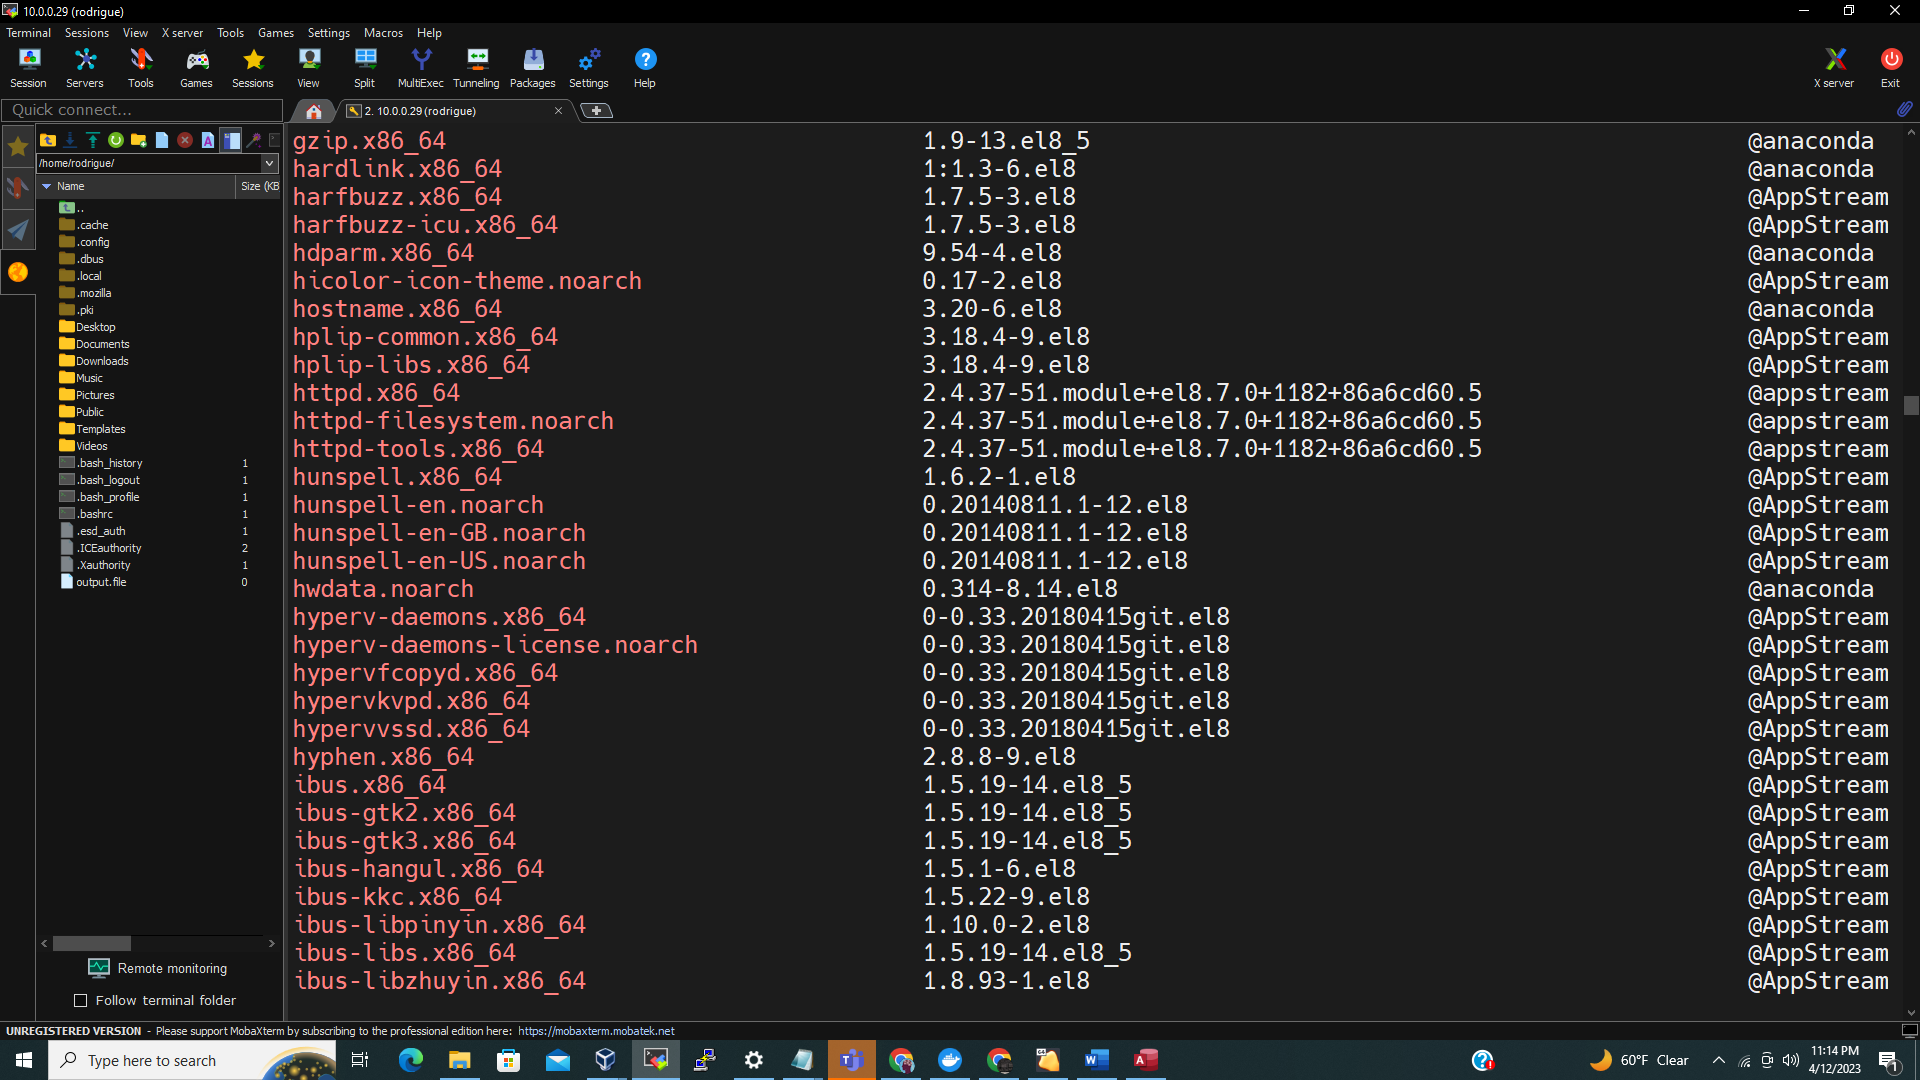 10.0.0.29 (rodrigue)
Terminal Sessions View X server Tools Games Settings Macros Help
Session Servers Tools Games Sessions View Split MultiExec Tunneling Packages Settings Help X server Exit
Quick connect...
2. 10.0.0.29 (rodrigue)
/home/rodrigue/
Name Size (KB
..
.cache
.config
.dbus
.local
.mozilla
.pki
Desktop
Documents
Downloads
Music
Pictures
Public
Templates
Videos
.bash_history 1
.bash_logout 1
.bash_profile 1
.bashrc 1
.esd_auth 1
.ICEauthority 2
.Xauthority 1
output.file 0
Remote monitoring
Follow terminal folder
gzip.x86_64 1.9-13.el8_5 @anaconda
hardlink.x86_64 1:1.3-6.el8 @anaconda
harfbuzz.x86_64 1.7.5-3.el8 @AppStream
harfbuzz-icu.x86_64 1.7.5-3.el8 @AppStream
hdparm.x86_64 9.54-4.el8 @anaconda
hicolor-icon-theme.noarch 0.17-2.el8 @AppStream
hostname.x86_64 3.20-6.el8 @anaconda
hplip-common.x86_64 3.18.4-9.el8 @AppStream
hplip-libs.x86_64 3.18.4-9.el8 @AppStream
httpd.x86_64 2.4.37-51.module+el8.7.0+1182+86a6cd60.5 @appstream
httpd-filesystem.noarch 2.4.37-51.module+el8.7.0+1182+86a6cd60.5 @appstream
httpd-tools.x86_64 2.4.37-51.module+el8.7.0+1182+86a6cd60.5 @appstream
hunspell.x86_64 1.6.2-1.el8 @AppStream
hunspell-en.noarch 0.20140811.1-12.el8 @AppStream
hunspell-en-GB.noarch 0.20140811.1-12.el8 @AppStream
hunspell-en-US.noarch 0.20140811.1-12.el8 @AppStream
hwdata.noarch 0.314-8.14.el8 @anaconda
hyperv-daemons.x86_64 0-0.33.20180415git.el8 @AppStream
hyperv-daemons-license.noarch 0-0.33.20180415git.el8 @AppStream
hypervfcopyd.x86_64 0-0.33.20180415git.el8 @AppStream
hypervkvpd.x86_64 0-0.33.20180415git.el8 @AppStream
hypervvssd.x86_64 0-0.33.20180415git.el8 @AppStream
hyphen.x86_64 2.8.8-9.el8 @AppStream
ibus.x86_64 1.5.19-14.el8_5 @AppStream
ibus-gtk2.x86_64 1.5.19-14.el8_5 @AppStream
ibus-gtk3.x86_64 1.5.19-14.el8_5 @AppStream
ibus-hangul.x86_64 1.5.1-6.el8 @AppStream
ibus-kkc.x86_64 1.5.22-9.el8 @AppStream
ibus-libpinyin.x86_64 1.10.0-2.el8 @AppStream
ibus-libs.x86_64 1.5.19-14.el8_5 @AppStream
ibus-libzhuyin.x86_64 1.8.93-1.el8 @AppStream
UNREGISTERED VERSION - Please support MobaXterm by subscribing to the professional edition here: https://mobaxterm.mobatek.net
Type here to search
60°F Clear
11:14 PM
4/12/2023
1